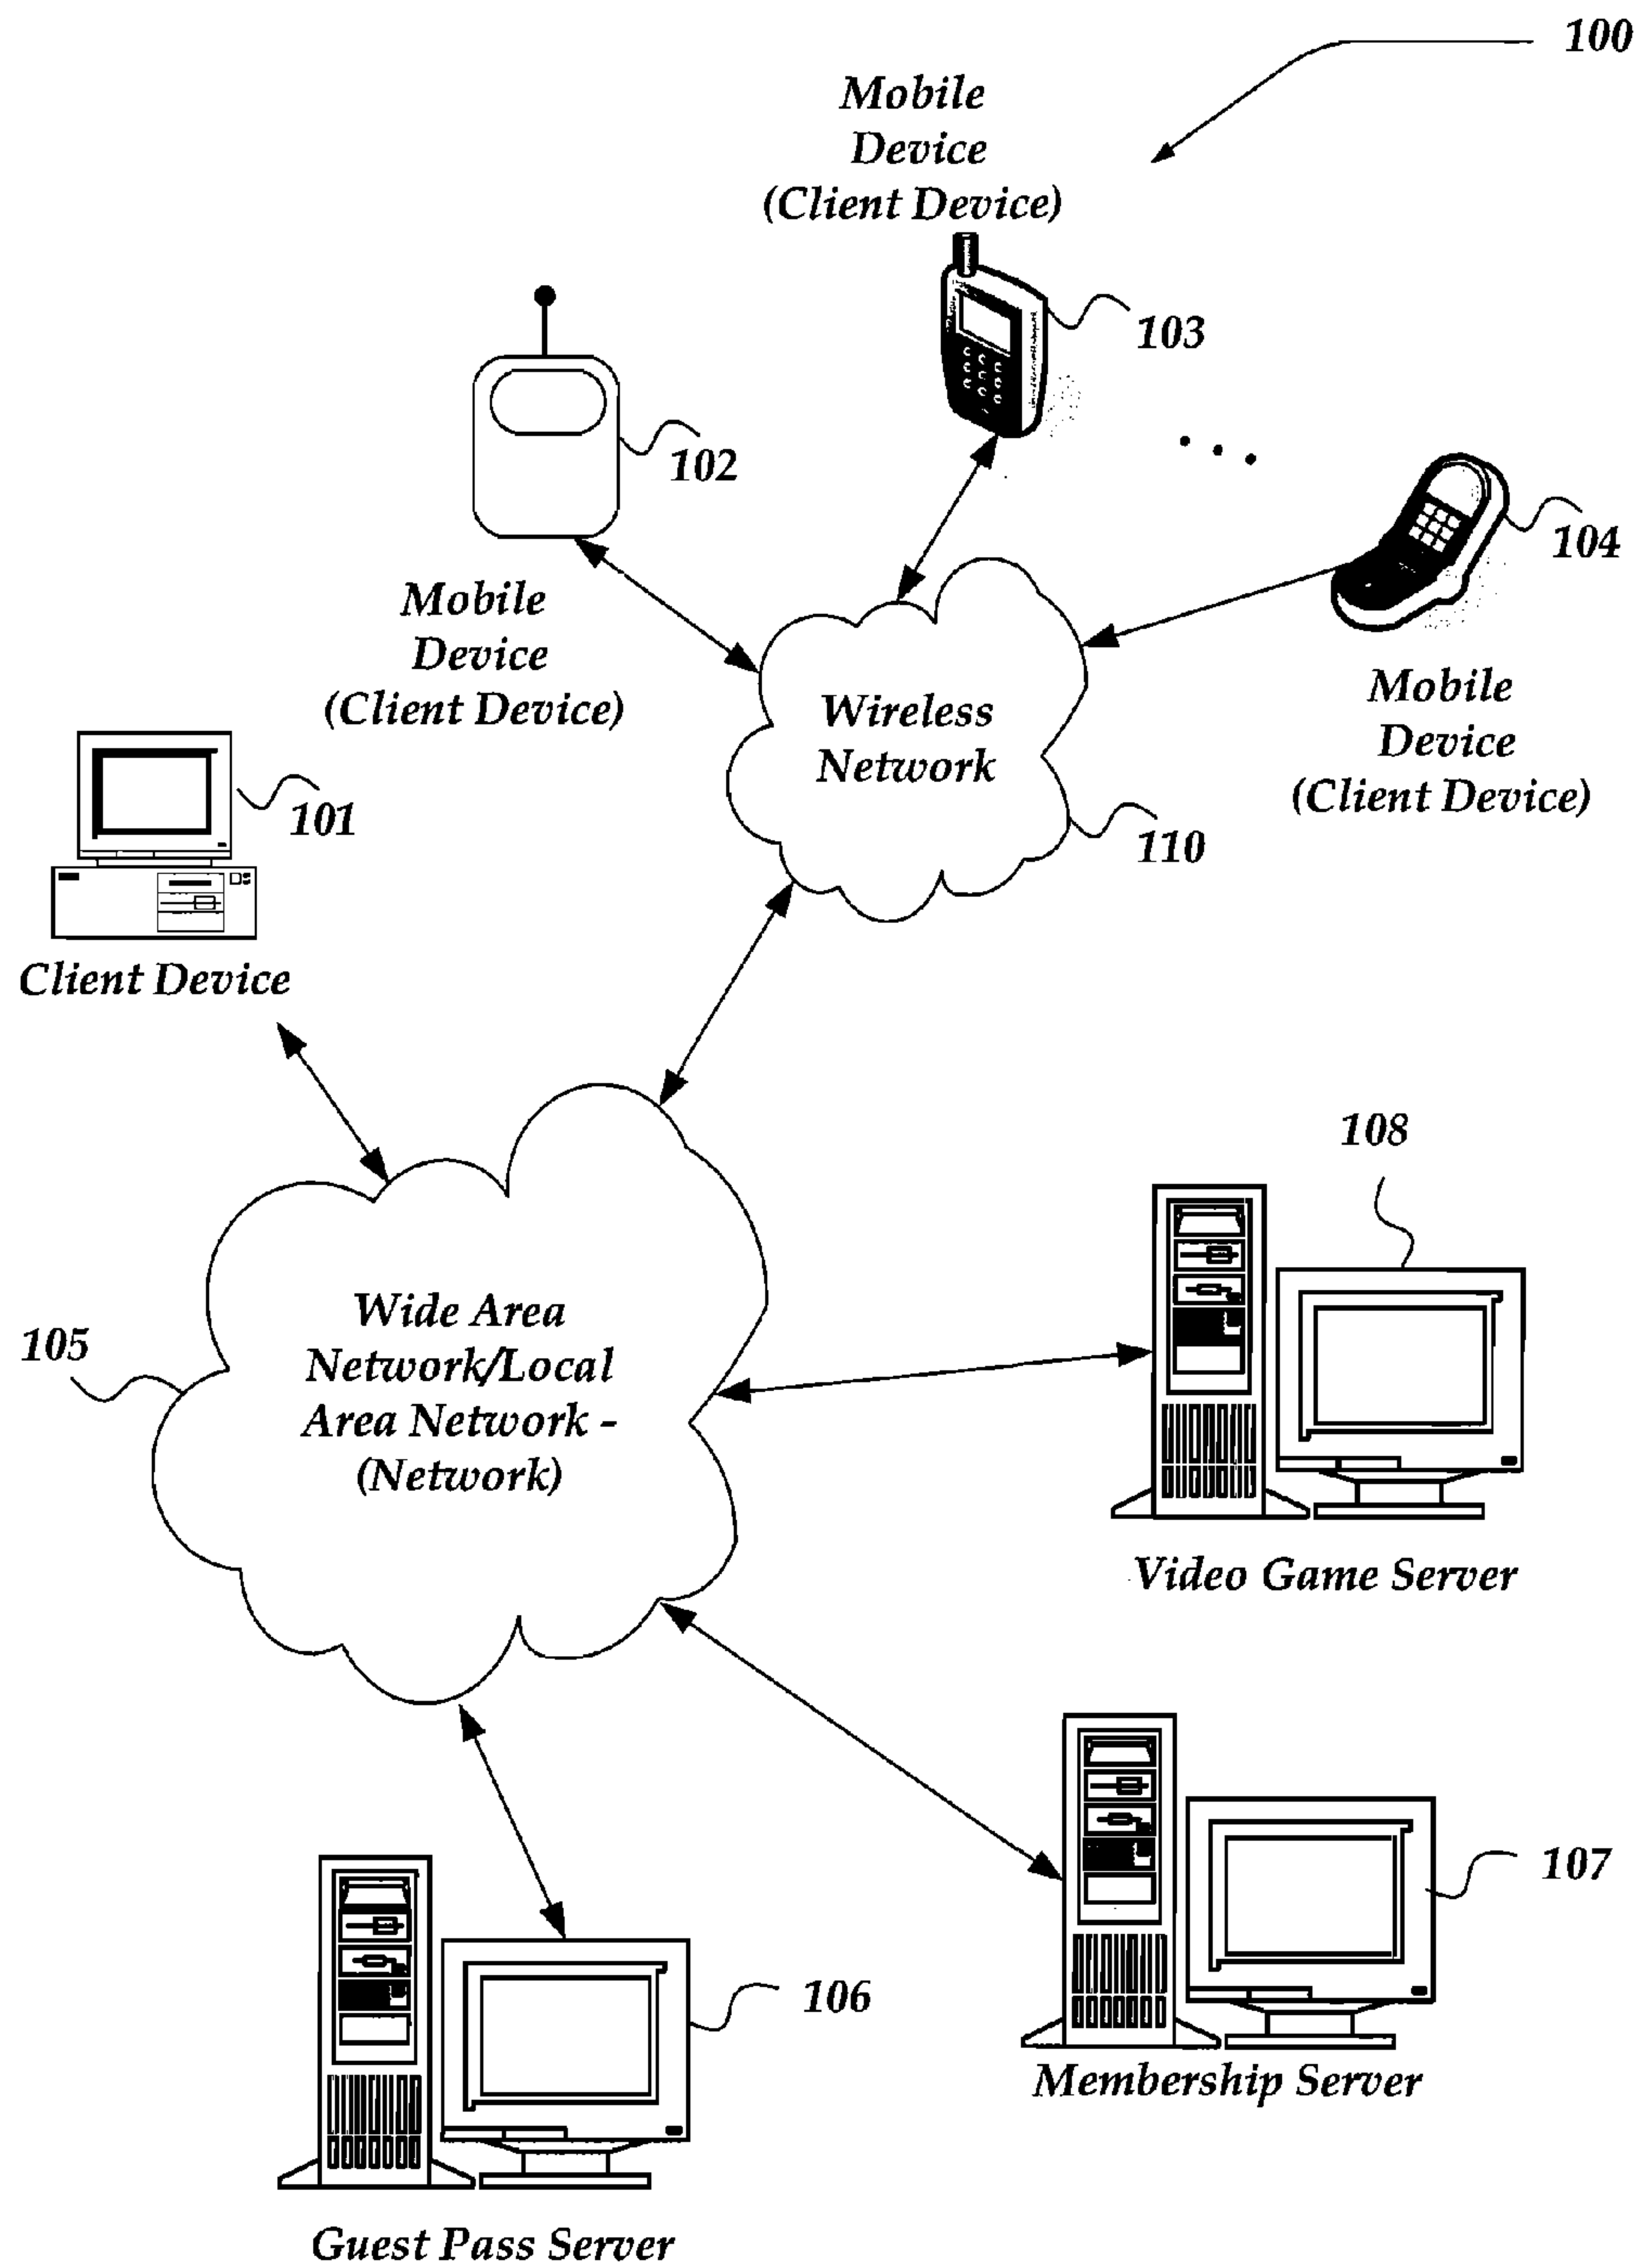 100
Mobile
Device
(Client Device)
103
102
104
Mobile
Device
(Client Device)
Wireless
Network
Mobile
Device
(Client Device)
101
110
Client Device
108
Wide Area
Network/Local
Area Network -
(Network)
105
Video Game Server
107
106
Membership Server
Guest Pass Server